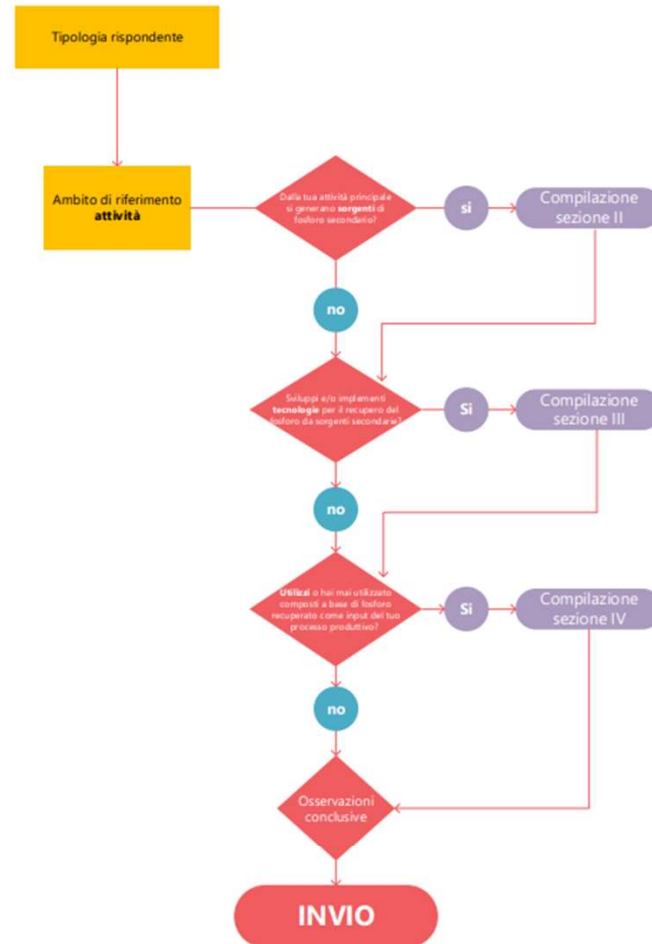 Tipologia rispondente
Ambito di riferimento
attività
Dalla tua attività principale
si generano sorgenti di
fosforo secondario?
si
Compilazione
sezione II
no
Sviluppi e/o implementi
tecnologie per il recupero del
fosforo da sorgenti secondarie?
Si
Compilazione
sezione III
no
Utilizzi o hai mai utilizzato
composti a base di fosforo
recuperato come input del tuo
processo produttivo?
Si
Compilazione
sezione IV
no
Osservazioni
conclusive
INVIO